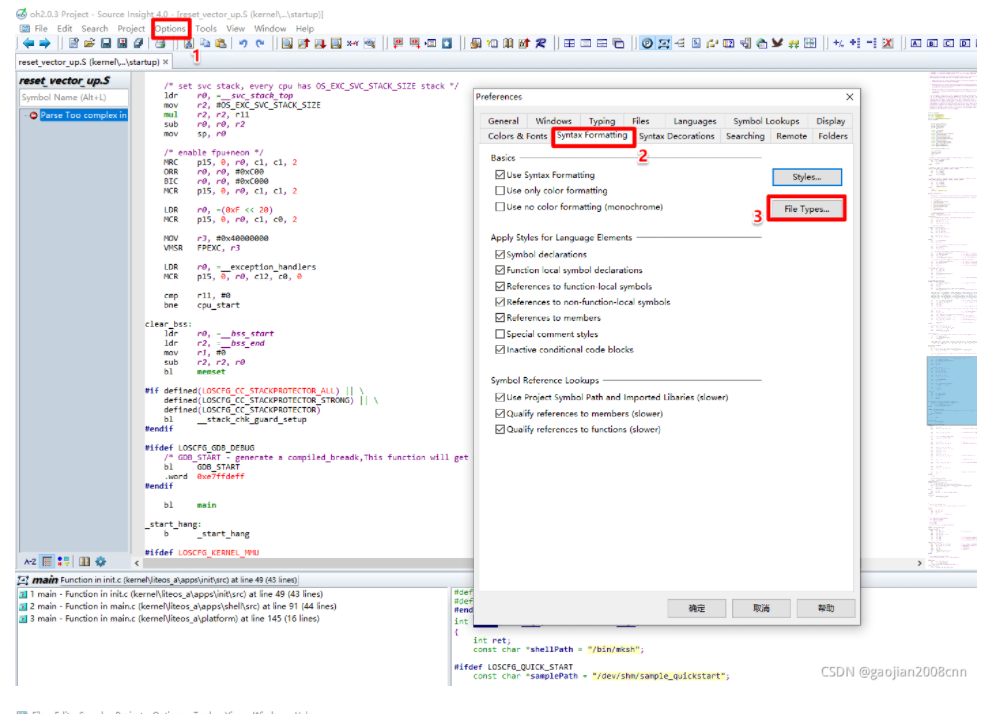 oh2.0.3 Project - Source Insight 4.0 - [reset_vector_up.S (kernel\...\startup)]
File Edit Search Project Options Tools View Window Help
1
reset_vector_up.S (kernel\...\startup) ×
reset_vector_up.S
Symbol Name (Alt+L)
Parse Too complex in
/* set svc stack, every cpu has OS_EXC_SVC_STACK_SIZE stack */
ldr r0, =__svc_stack_top
mov r2, #OS_EXC_SVC_STACK_SIZE
mul r2, r2, r11
sub r0, r0, r2
mov sp, r0
/* enable fpu+neon */
MRC p15, 0, r0, c1, c1, 2
ORR r0, r0, #0xC00
BIC r0, r0, #0xC000
MCR p15, 0, r0, c1, c1, 2
LDR r0, =(0xF << 20)
MCR p15, 0, r0, c1, c0, 2
MOV r3, #0x40000000
VMSR FPEXC, r3
LDR r0, =__exception_handlers
MCR p15, 0, r0, c12, c0, 0
cmp r11, #0
bne cpu_start
clear_bss:
ldr r0, =__bss_start
ldr r2, =__bss_end
mov r1, #0
sub r2, r2, r0
bl memset
#if defined(LOSCFG_CC_STACKPROTECTOR_ALL) || \
defined(LOSCFG_CC_STACKPROTECTOR_STRONG) || \
defined(LOSCFG_CC_STACKPROTECTOR)
bl __stack_chk_guard_setup
#endif
#ifdef LOSCFG_GDB_DEBUG
/* GDB_START - generate a compiled_breadk,This function will get
bl GDB_START
.word 0xe7ffdeff
#endif
bl main
_start_hang:
b _start_hang
#ifdef LOSCFG_KERNEL_MMU
Preferences
General Windows Typing Files Languages Symbol Lookups Display
Colors & Fonts Syntax Formatting Syntax Decorations Searching Remote Folders
2
Basics
Use Syntax Formatting
Styles...
Use only color formatting
Use no color formatting (monochrome)
3 File Types...
Apply Styles for Language Elements
Symbol declarations
Function local symbol declarations
References to function-local symbols
References to non-function-local symbols
References to members
Special comment styles
Inactive conditional code blocks
Symbol Reference Lookups
Use Project Symbol Path and Imported Libaries (slower)
Qualify references to members (slower)
Qualify references to functions (slower)
确定 取消 帮助
A-Z
main Function in init.c (kernel\liteos_a\apps\init\src) at line 49 (43 lines)
1 main - Function in init.c (kernel\liteos_a\apps\init\src) at line 49 (43 lines)
2 main - Function in main.c (kernel\liteos_a\apps\shell\src) at line 91 (44 lines)
3 main - Function in main.c (kernel\liteos_a\platform) at line 145 (16 lines)
#def
#def
#end
int
{
int ret;
const char *shellPath = "/bin/mksh";
#ifdef LOSCFG_QUICK_START
const char *samplePath = "/dev/shm/sample_quickstart";
CSDN @gaojian2008cnn